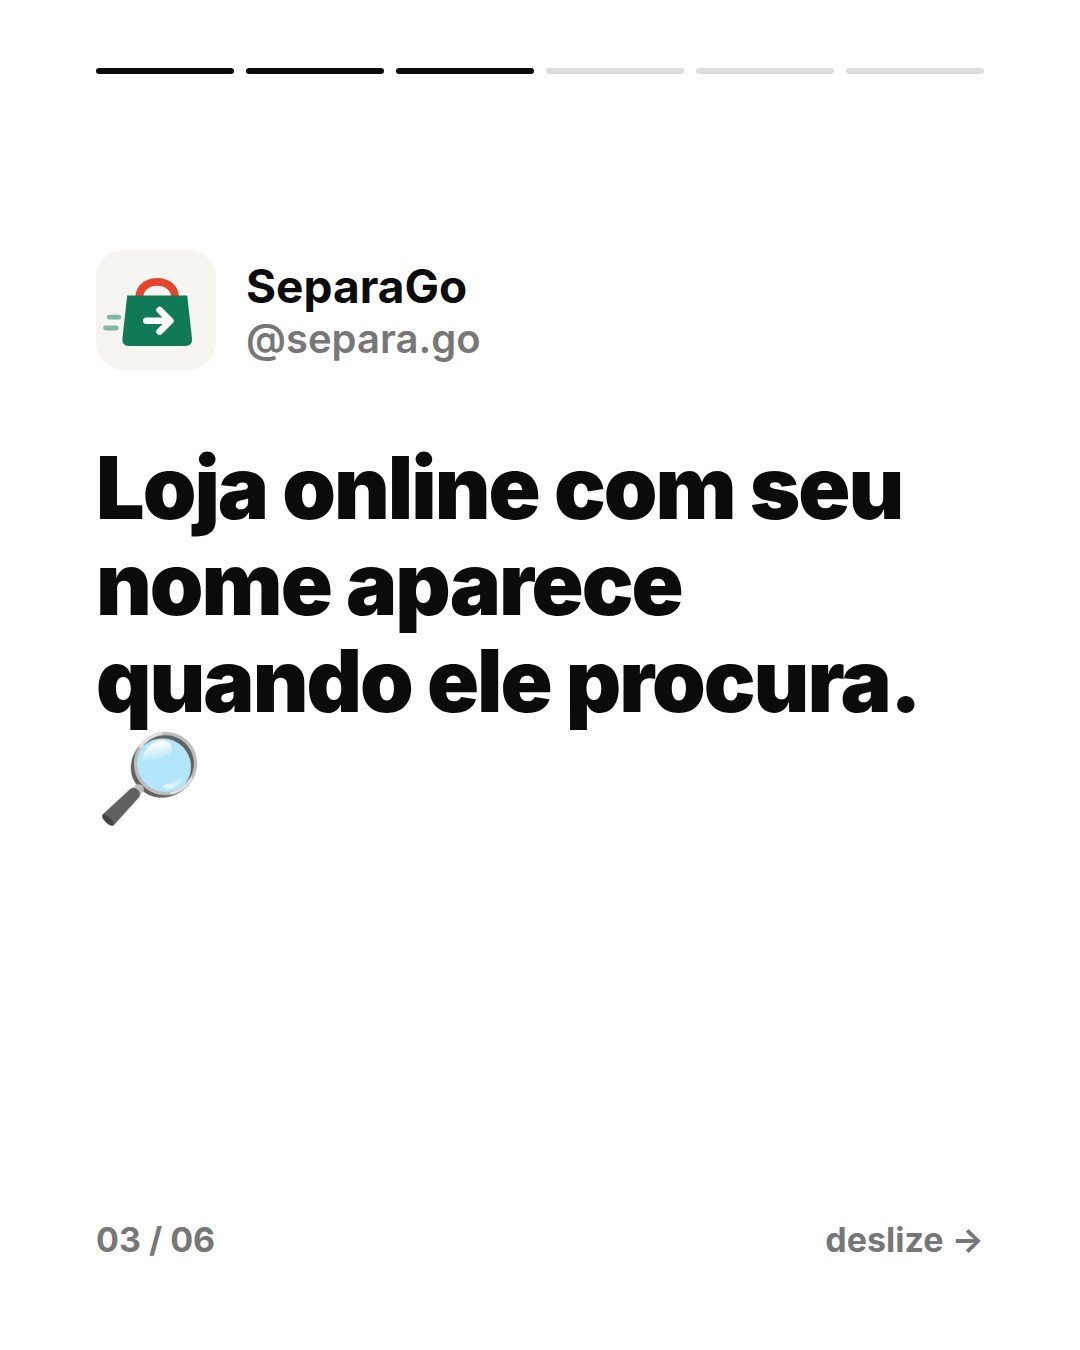 SeparaGo
@separa.go
Loja online com seu
nome aparece
quando ele procura.
🔎
03 / 06
deslize →